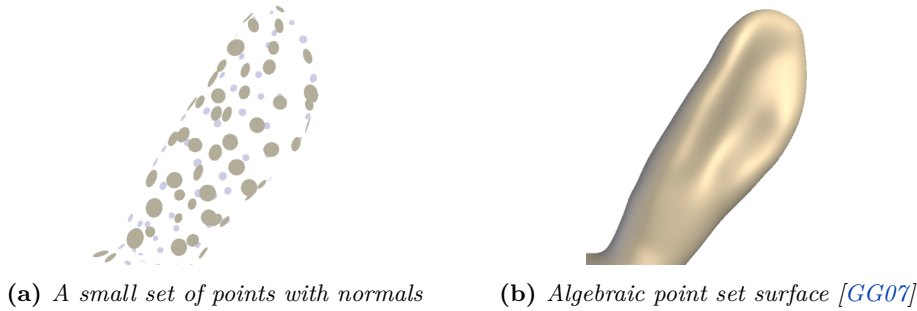 (a) A small set of points with normals
(b) Algebraic point set surface [GG07]